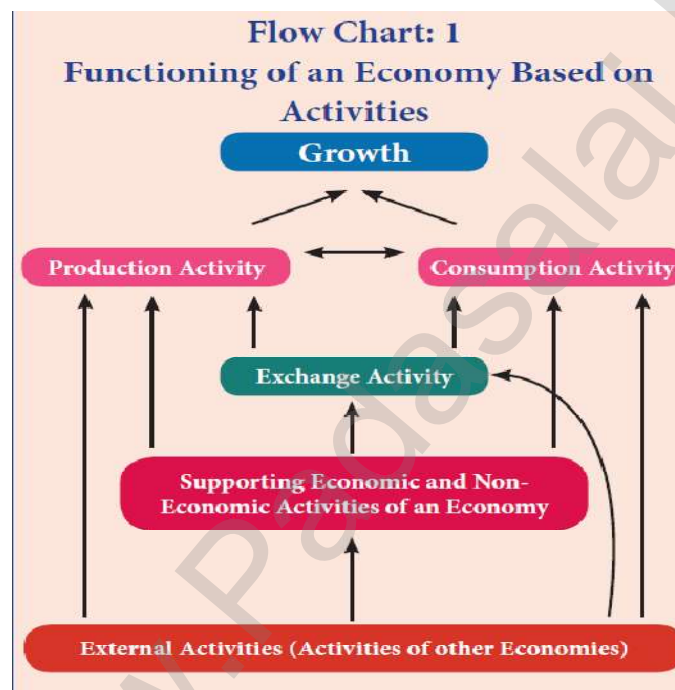 Flow Chart: 1
Functioning of an Economy Based on
Activities
Growth
Production Activity
Consumption Activity
Exchange Activity
Supporting Economic and Non-
Economic Activities of an Economy
External Activities (Activities of other Economies)